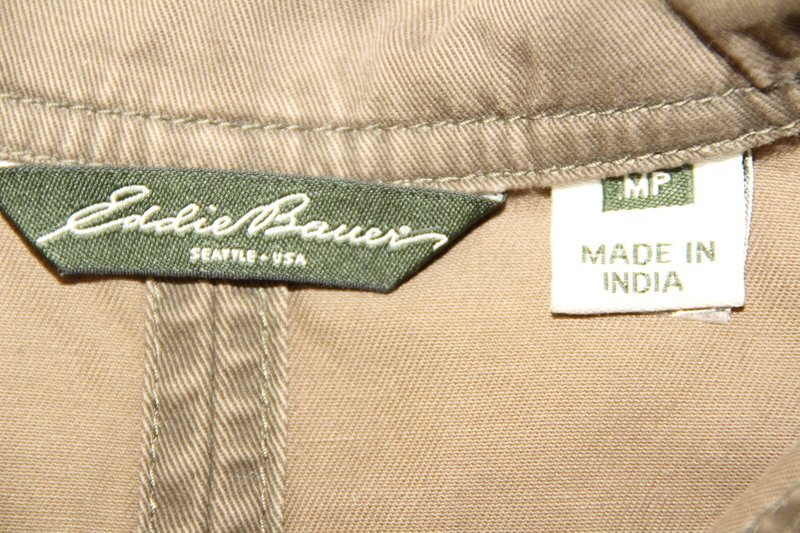 Eddie Bauer
SEATTLE • USA
MP
MADE IN
INDIA